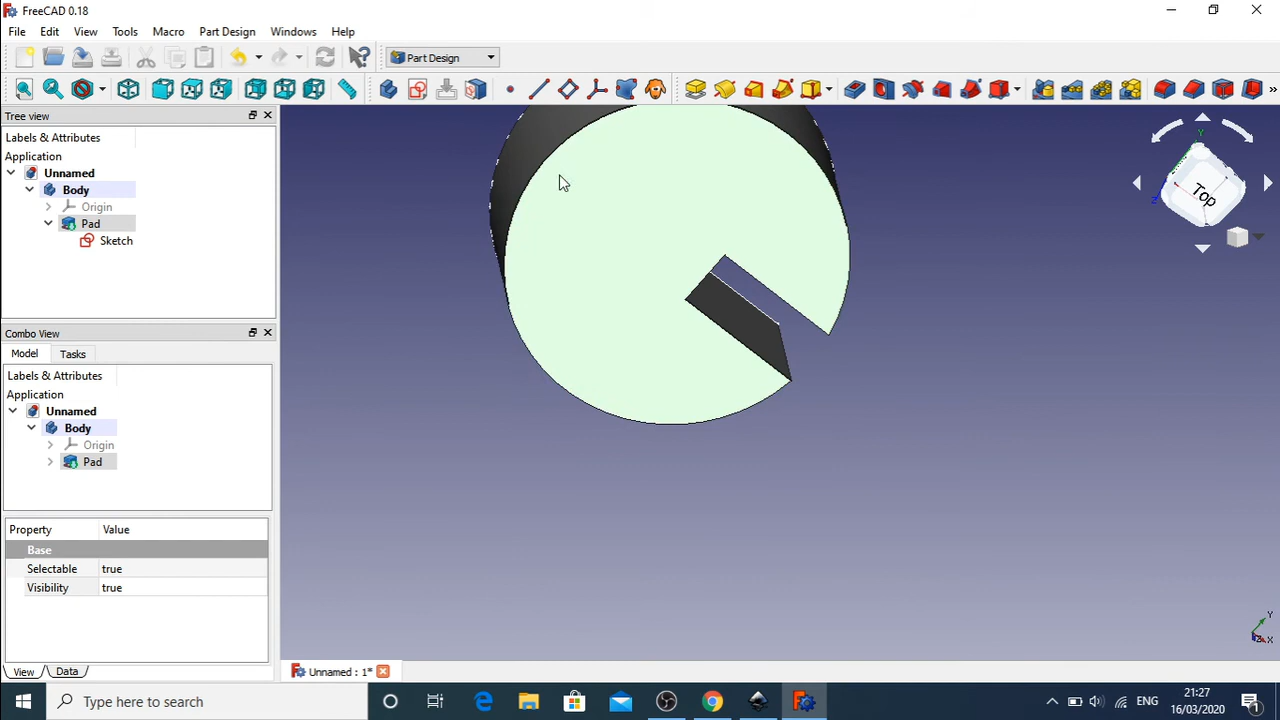 FreeCAD 0.18
File Edit View Tools Macro Part Design Windows Help
Part Design
Tree view
Labels & Attributes
Application
Unnamed
Body
Origin
Pad
Sketch
Combo View
Model Tasks
Labels & Attributes
Application
Unnamed
Body
Origin
Pad
Property Value
Base
Selectable true
Visibility true
View Data
Y
Top
Z
Y
X
Unnamed : 1*
Type here to search
ENG
21:27
16/03/2020
1